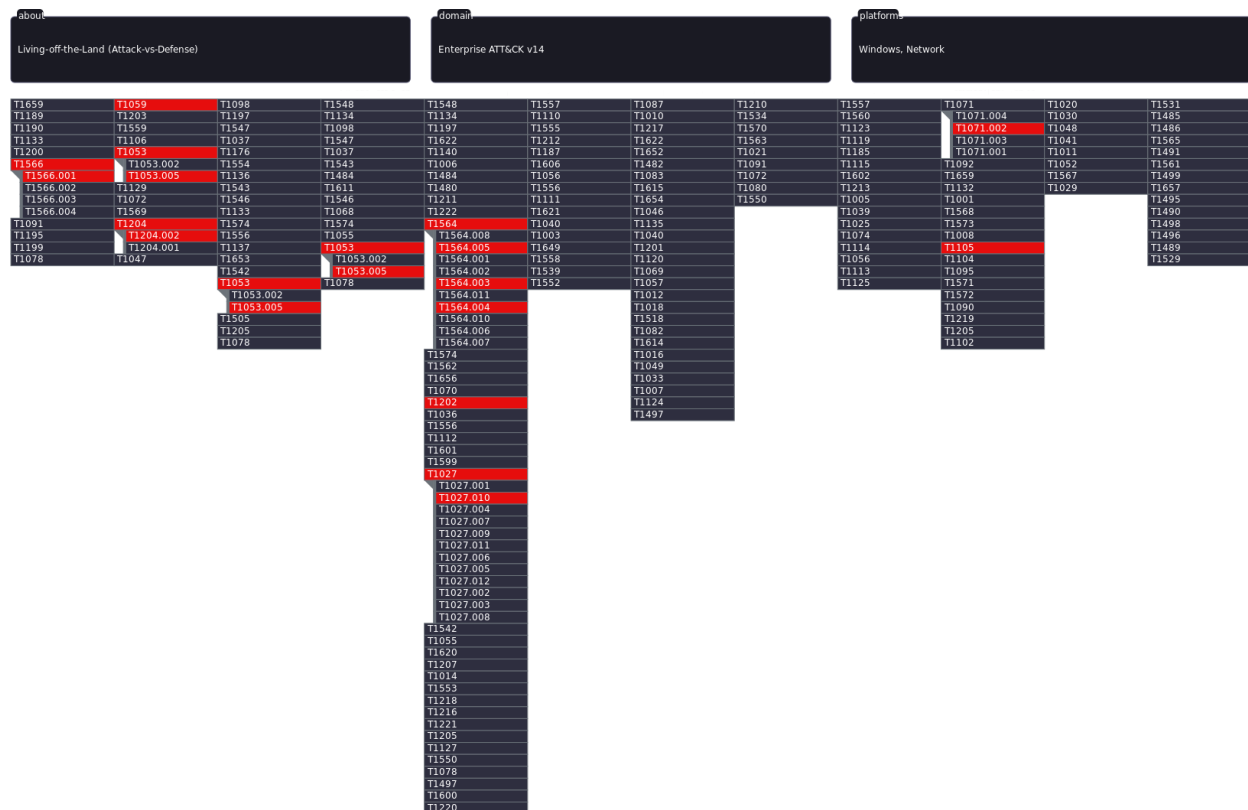 about
Living-off-the-Land (Attack-vs-Defense)
domain
Enterprise ATT&CK v14
platforms
Windows, Network
T1659
T1189
T1190
T1133
T1200
T1566
T1566.001
T1566.002
T1566.003
T1566.004
T1091
T1195
T1199
T1078
T1059
T1203
T1559
T1106
T1053
T1053.002
T1053.005
T1129
T1072
T1569
T1204
T1204.002
T1204.001
T1047
T1098
T1197
T1547
T1037
T1176
T1554
T1136
T1543
T1546
T1133
T1574
T1556
T1137
T1653
T1542
T1053
T1053.002
T1053.005
T1505
T1205
T1078
T1548
T1134
T1098
T1547
T1037
T1543
T1484
T1611
T1546
T1068
T1574
T1055
T1053
T1053.002
T1053.005
T1078
T1548
T1134
T1197
T1622
T1140
T1006
T1484
T1480
T1211
T1222
T1564
T1564.008
T1564.005
T1564.001
T1564.002
T1564.003
T1564.011
T1564.004
T1564.010
T1564.006
T1564.007
T1574
T1562
T1656
T1070
T1202
T1036
T1556
T1112
T1601
T1599
T1027
T1027.001
T1027.010
T1027.004
T1027.007
T1027.009
T1027.011
T1027.006
T1027.005
T1027.012
T1027.002
T1027.003
T1027.008
T1542
T1055
T1620
T1207
T1014
T1553
T1218
T1216
T1221
T1205
T1127
T1550
T1078
T1497
T1600
T1220
T1557
T1110
T1555
T1212
T1187
T1606
T1056
T1556
T1111
T1621
T1040
T1003
T1649
T1558
T1539
T1552
T1087
T1010
T1217
T1622
T1652
T1482
T1083
T1615
T1654
T1046
T1135
T1040
T1201
T1120
T1069
T1057
T1012
T1018
T1518
T1082
T1614
T1016
T1049
T1033
T1007
T1124
T1497
T1210
T1534
T1570
T1563
T1021
T1091
T1072
T1080
T1550
T1557
T1560
T1123
T1119
T1185
T1115
T1602
T1213
T1005
T1039
T1025
T1074
T1114
T1056
T1113
T1125
T1071
T1071.004
T1071.002
T1071.003
T1071.001
T1092
T1659
T1132
T1001
T1568
T1573
T1008
T1105
T1104
T1095
T1571
T1572
T1090
T1219
T1205
T1102
T1020
T1030
T1048
T1041
T1011
T1052
T1567
T1029
T1531
T1485
T1486
T1565
T1491
T1561
T1499
T1657
T1495
T1490
T1498
T1496
T1489
T1529